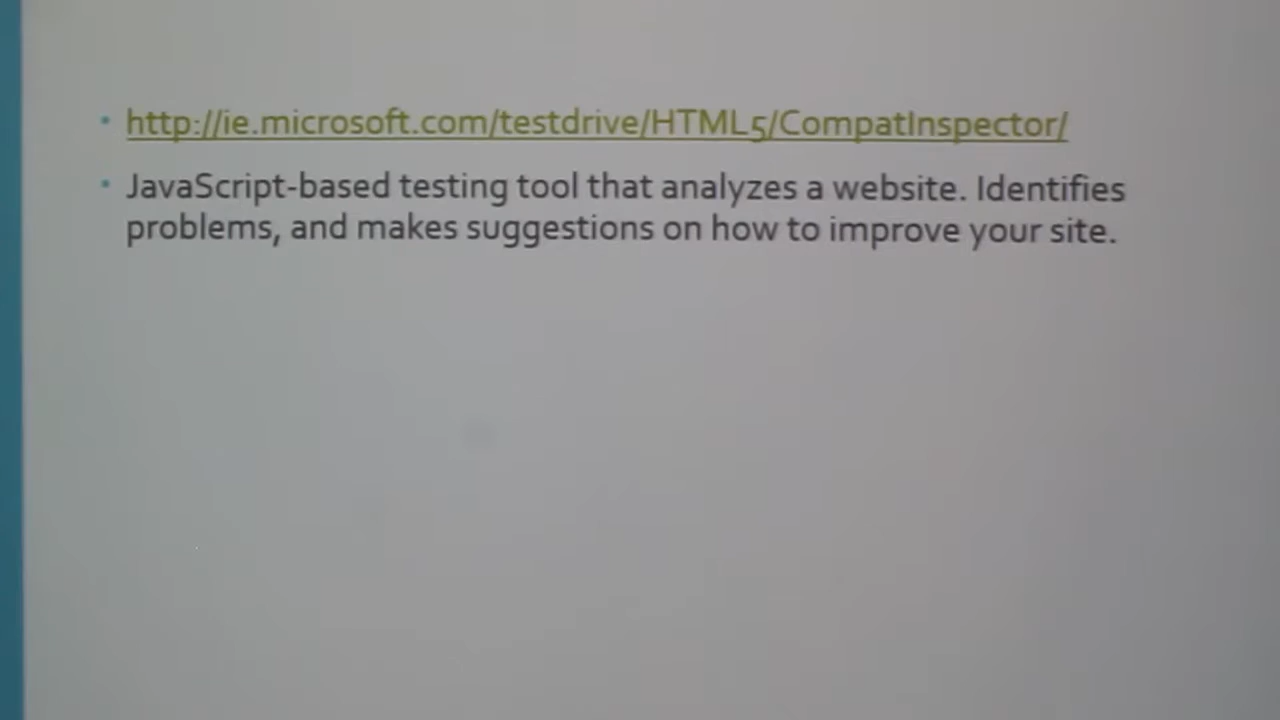 • http://ie.microsoft.com/testdrive/HTML5/CompatInspector/
• JavaScript-based testing tool that analyzes a website. Identifies
problems, and makes suggestions on how to improve your site.